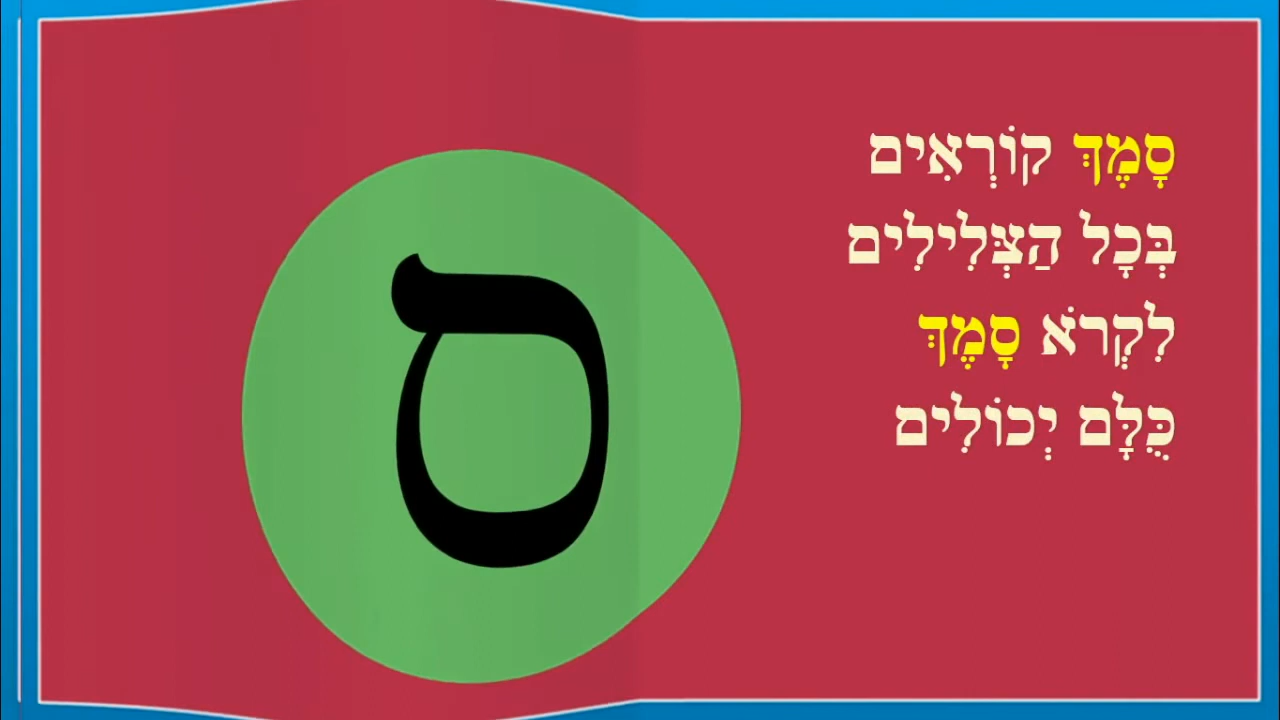 ס
סָמֶךְ קוֹרְאִים
בְּכָל הַצְּלִילִים
לִקְרֹא סָמֶךְ
כֻּלָּם יְכוֹלִים